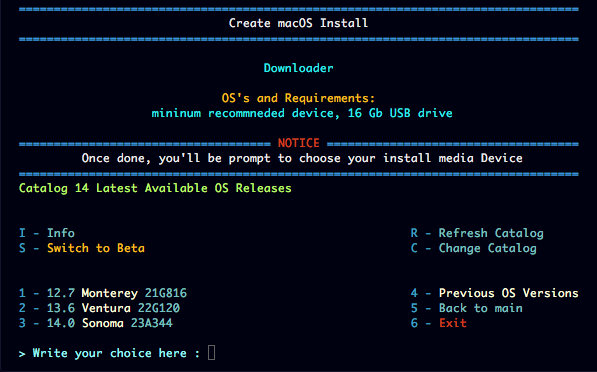 ================================================================================
Create macOS Install
================================================================================
Downloader
OS's and Requirements:
mininum recommneded device, 16 Gb USB drive
==================================== NOTICE ====================================
Once done, you'll be prompt to choose your install media Device
================================================================================
Catalog 14 Latest Available OS Releases
I - Info R - Refresh Catalog
S - Switch to Beta C - Change Catalog
1 - 12.7 Monterey 21G816 4 - Previous OS Versions
2 - 13.6 Ventura 22G120 5 - Back to main
3 - 14.0 Sonoma 23A344 6 - Exit
> Write your choice here :